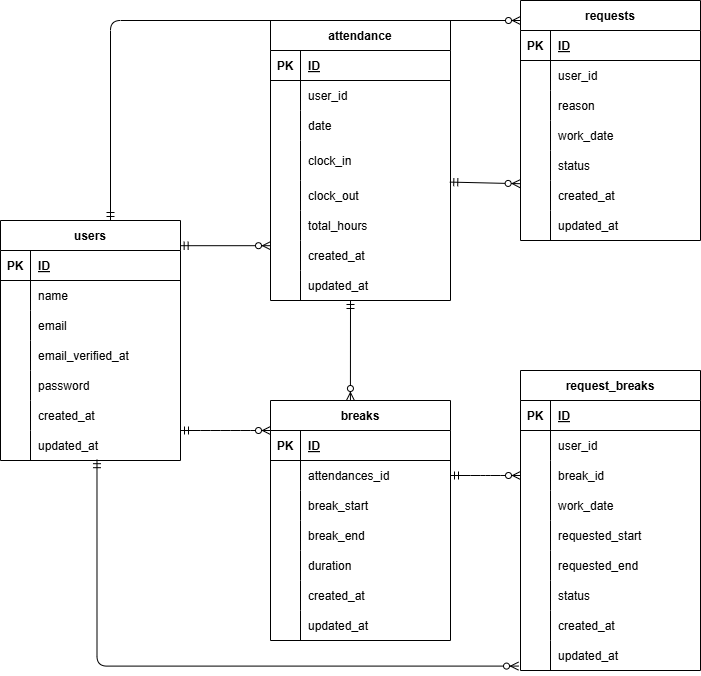 requests
PK ID
user_id
reason
work_date
status
created_at
updated_at
attendance
PK ID
user_id
date
clock_in
clock_out
total_hours
created_at
updated_at
users
PK ID
name
email
email_verified_at
password
created_at
updated_at
breaks
PK ID
attendances_id
break_start
break_end
duration
created_at
updated_at
request_breaks
PK ID
user_id
break_id
work_date
requested_start
requested_end
status
created_at
updated_at